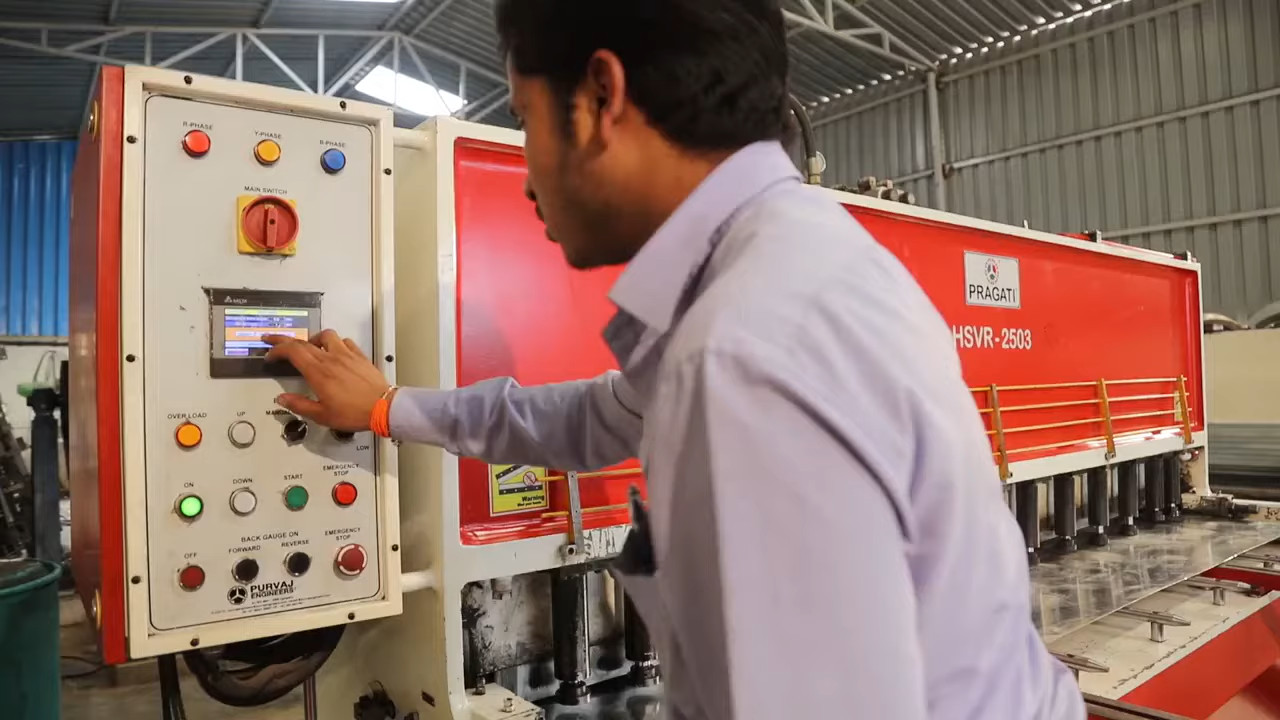 R-PHASE
Y-PHASE
B-PHASE
MAIN SWITCH
OVER LOAD
UP
LOW
EMERGENCY
STOP
ON
DOWN
START
BACK GAUGE ON
EMERGENCY
STOP
OFF
FORWARD
REVERSE
PURVAJ
ENGINEERS
Warning
PRAGATI
HSVR-2503